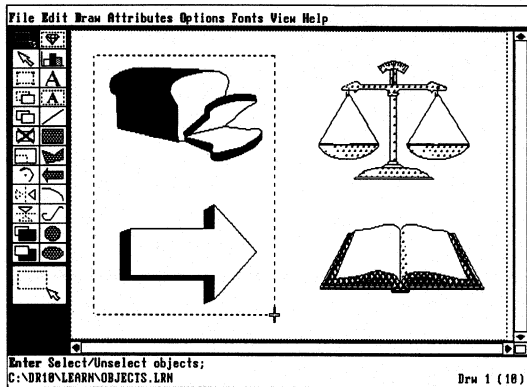 File Edit Draw Attributes Options Fonts View Help
A
A
Enter Select/Unselect objects;
C:\DR10\LEARN\OBJECTS.LRN Drw 1 (10)